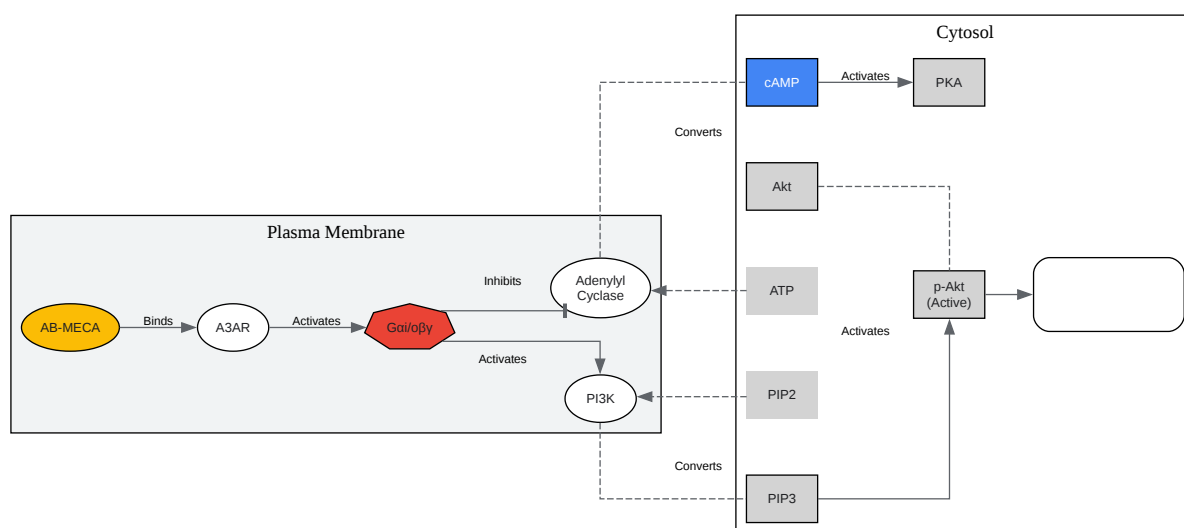 Cytosol
cAMP
Activates
PKA
Converts
Akt
Plasma Membrane
Inhibits
Adenylyl
Cyclase
ATP
p-Akt
(Active)
AB-MECA
Binds
A3AR
Activates
Gαi/oβγ
Activates
Activates
PI3K
PIP2
Converts
PIP3